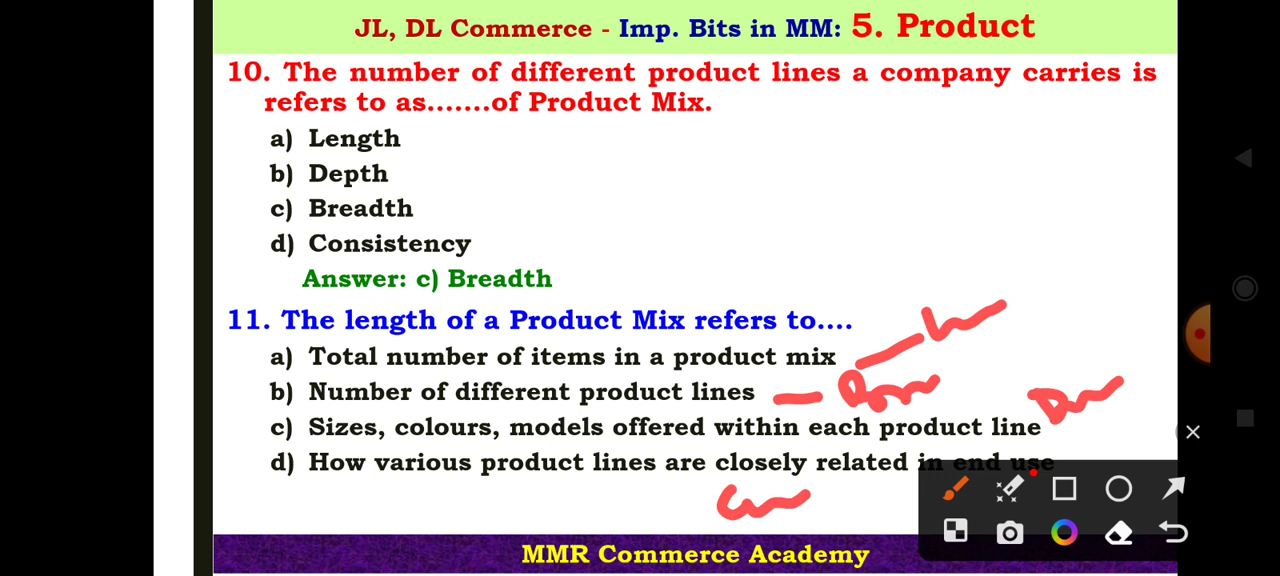 JL, DL Commerce - Imp. Bits in MM: 5. Product
10. The number of different product lines a company carries is
refers to as.......of Product Mix.
a) Length
b) Depth
c) Breadth
d) Consistency
Answer: c) Breadth
11. The length of a Product Mix refers to....
a) Total number of items in a product mix
b) Number of different product lines
c) Sizes, colours, models offered within each product line
d) How various product lines are closely related in end use
MMR Commerce Academy